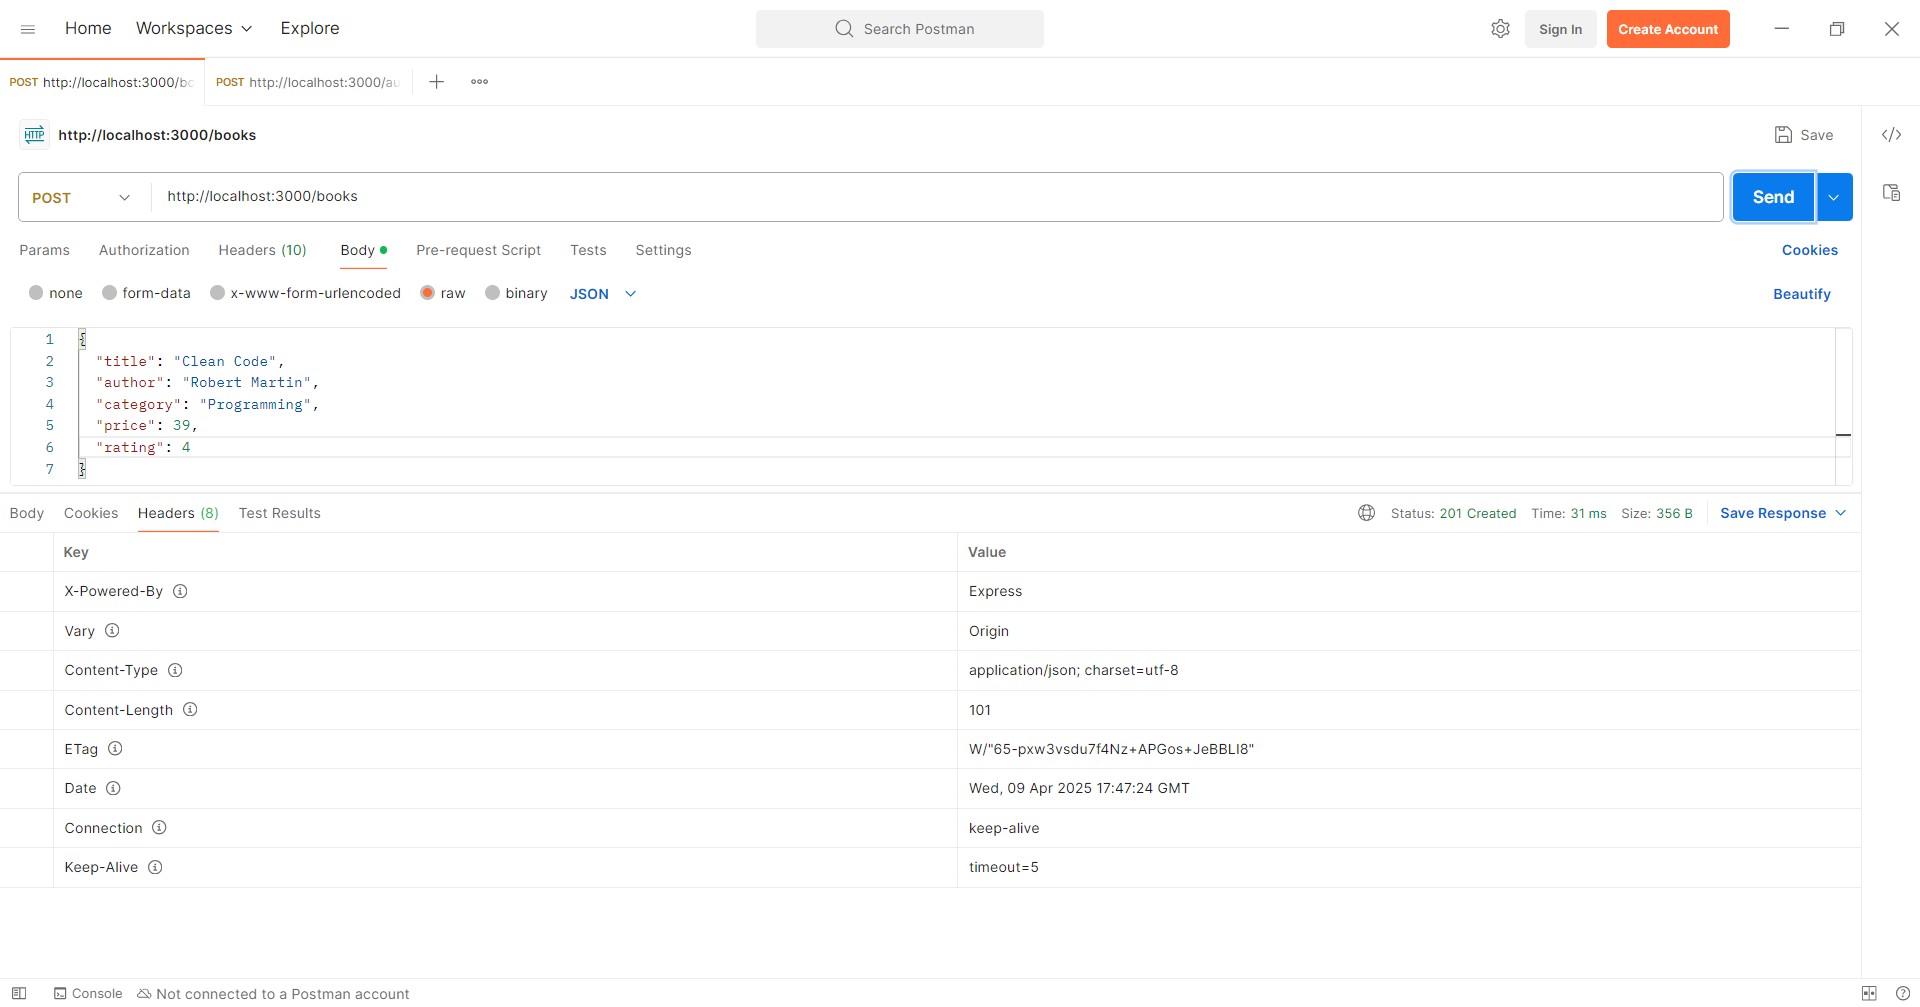 Home Workspaces Explore Search Postman Sign In Create Account
POST http://localhost:3000/bo POST http://localhost:3000/au
HTTP http://localhost:3000/books Save
POST http://localhost:3000/books Send
Params Authorization Headers (10) Body Pre-request Script Tests Settings Cookies
none form-data x-www-form-urlencoded raw binary JSON Beautify
1 {
2 "title": "Clean Code",
3 "author": "Robert Martin",
4 "category": "Programming",
5 "price": 39,
6 "rating": 4
7 }
Body Cookies Headers (8) Test Results Status: 201 Created Time: 31 ms Size: 356 B Save Response
Key Value
X-Powered-By Express
Vary Origin
Content-Type application/json; charset=utf-8
Content-Length 101
ETag W/"65-pxw3vsdu7f4Nz+APGos+JeBBLI8"
Date Wed, 09 Apr 2025 17:47:24 GMT
Connection keep-alive
Keep-Alive timeout=5
Console Not connected to a Postman account